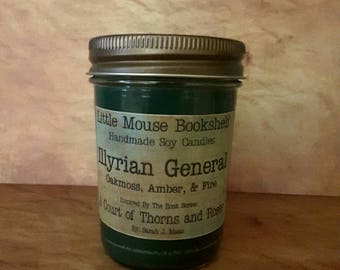 Little Mouse Bookshelf
Handmade Soy Candles
Illyrian General
Oakmoss, Amber, & Fire
Inspired By The Book Series:
A Court of Thorns and Roses
By: Sarah J. Maas